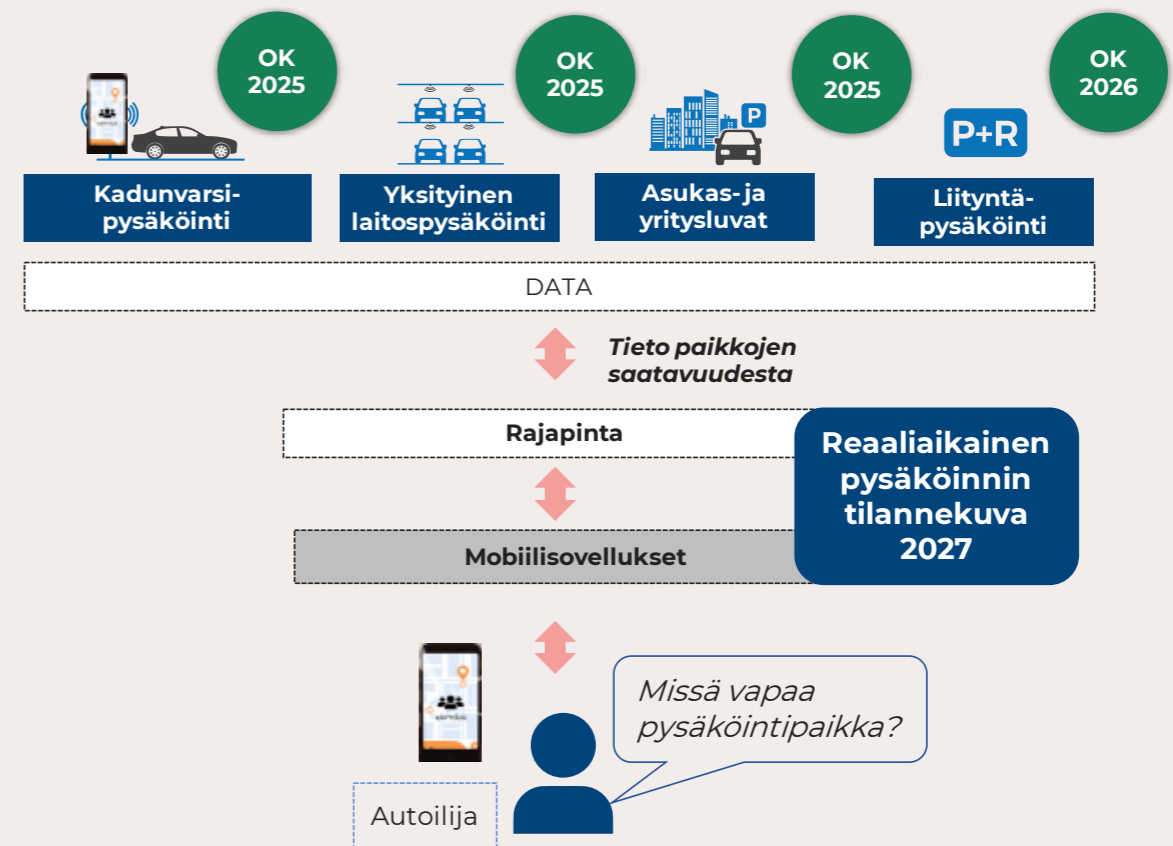 OK
2025
OK
2025
OK
2025
OK
2026
P
P+R
Kadunvarsi-
pysäköinti
Yksityinen
laitospysäköinti
Asukas- ja
yritysluvat
Liityntä-
pysäköinti
DATA
Tieto paikkojen
saatavuudesta
Rajapinta
Reaaliaikainen
pysäköinnin
tilannekuva
2027
Mobiilisovellukset
Missä vapaa
pysäköintipaikka?
Autoilija